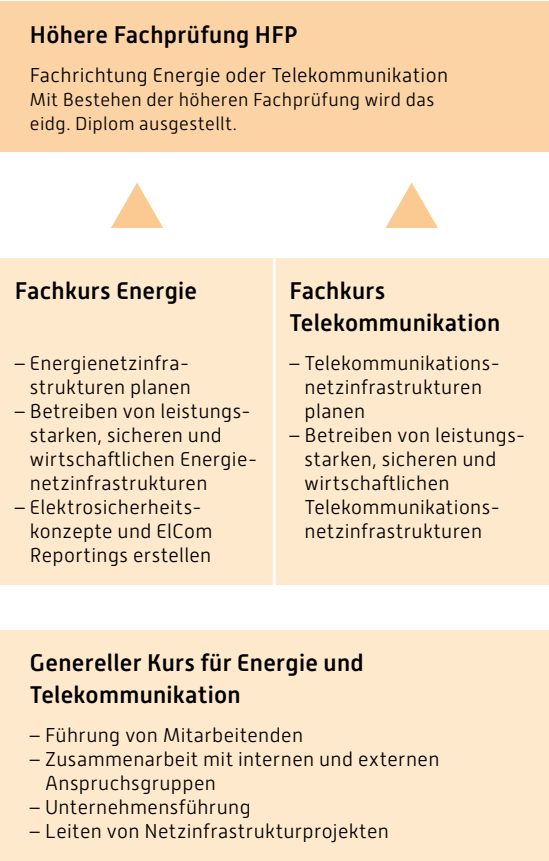 Höhere Fachprüfung HFP
Fachrichtung Energie oder Telekommunikation
Mit Bestehen der höheren Fachprüfung wird das
eidg. Diplom ausgestellt.
Fachkurs Energie
– Energienetzinfra-
strukturen planen
– Betreiben von leistungs-
starken, sicheren und
wirtschaftlichen Energie-
netzinfrastrukturen
– Elektrosicherheits-
konzepte und ElCom
Reportings erstellen
Fachkurs
Telekommunikation
– Telekommunikations-
netzinfrastrukturen
planen
– Betreiben von leistungs-
starken, sicheren und
wirtschaftlichen
Telekommunikations-
netzinfrastrukturen
Genereller Kurs für Energie und
Telekommunikation
– Führung von Mitarbeitenden
– Zusammenarbeit mit internen und externen
Anspruchsgruppen
– Unternehmensführung
– Leiten von Netzinfrastrukturprojekten